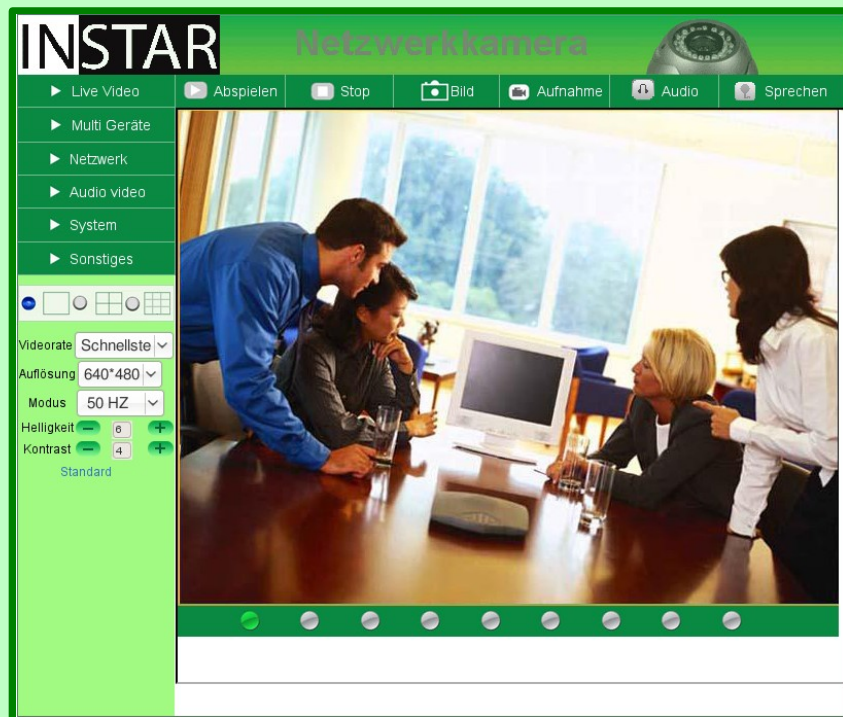 INSTAR
Netzwerkkamera
Live Video
Abspielen
Stop
Bild
Aufnahme
Audio
Sprechen
Multi Geräte
Netzwerk
Audio video
System
Sonstiges
Videorate Schnellste
Auflösung 640*480
Modus 50 HZ
Helligkeit 6
Kontrast 4
Standard